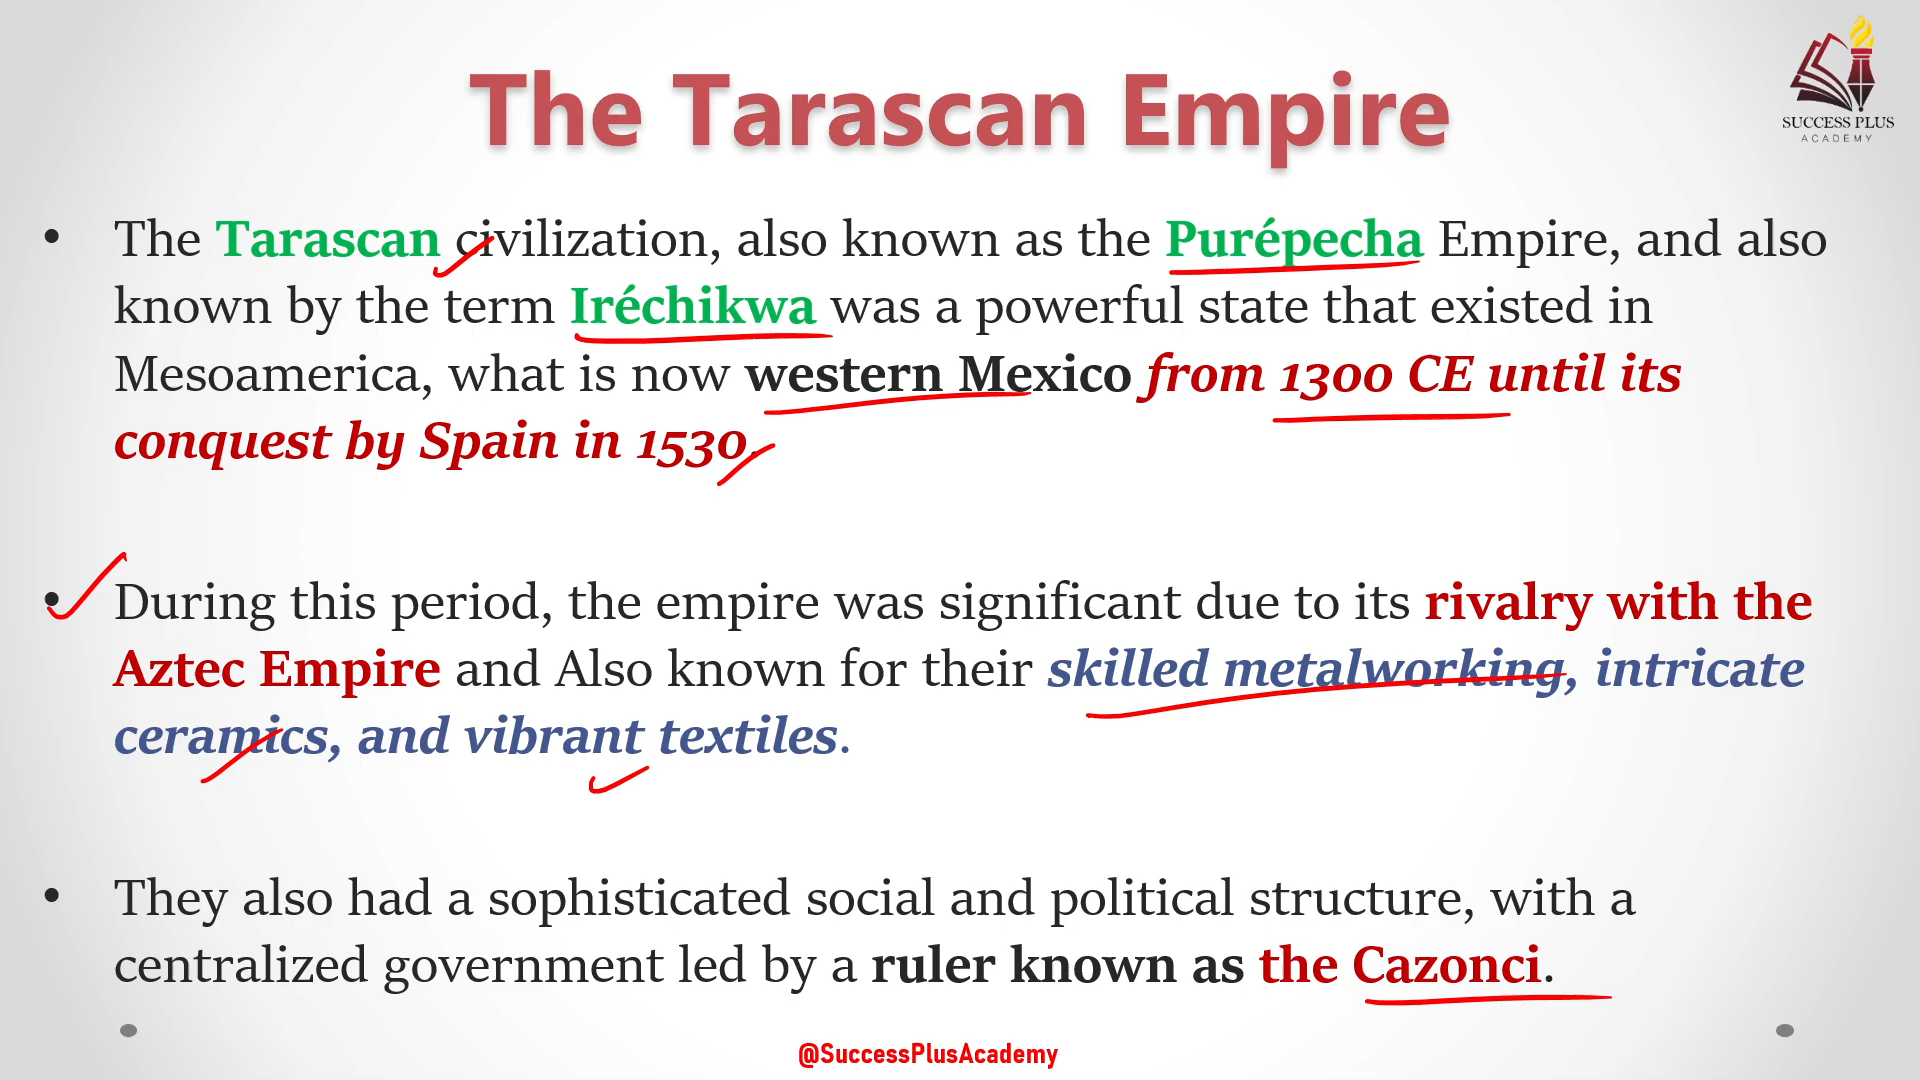 The Tarascan Empire
SUCCESS PLUS
ACADEMY
• The Tarascan civilization, also known as the Purépecha Empire, and also
known by the term Iréchikwa was a powerful state that existed in
Mesoamerica, what is now western Mexico from 1300 CE until its
conquest by Spain in 1530.
• During this period, the empire was significant due to its rivalry with the
Aztec Empire and Also known for their skilled metalworking, intricate
ceramics, and vibrant textiles.
• They also had a sophisticated social and political structure, with a
centralized government led by a ruler known as the Cazonci.
@SuccessPlusAcademy